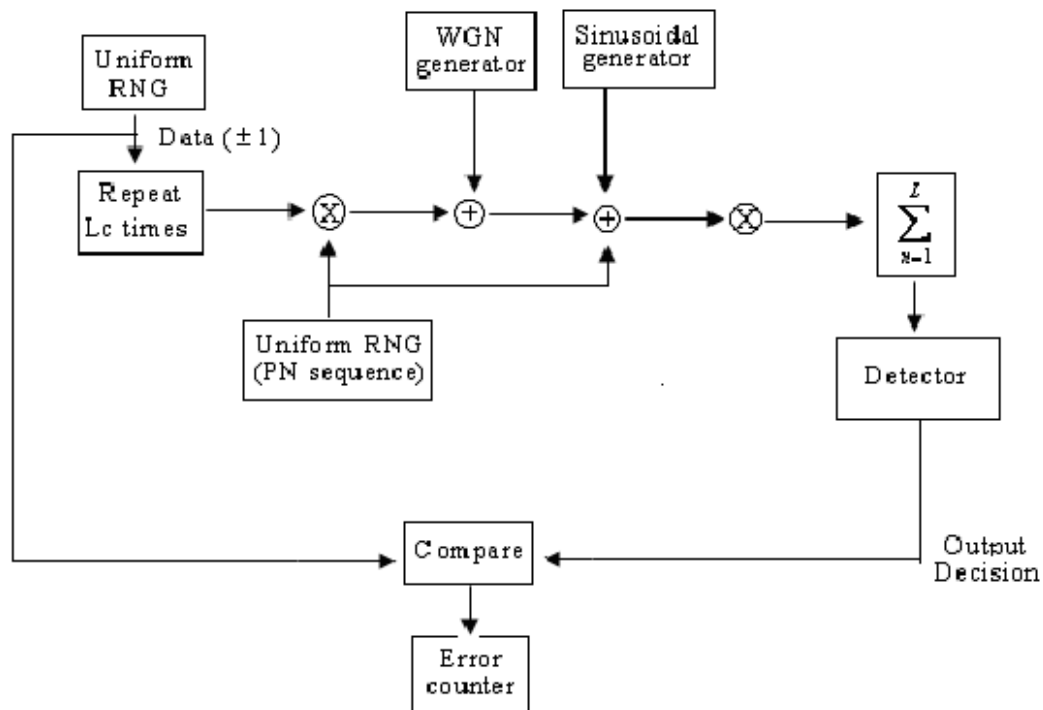 Uniform
RNG
Data (±1)
Repeat
Lc times
WGN
generator
Sinusoidal
generator
X
+
+
X
L
∑
n=1
Uniform RNG
(PN sequence)
Detector
Compare
Output
Decision
Error
counter